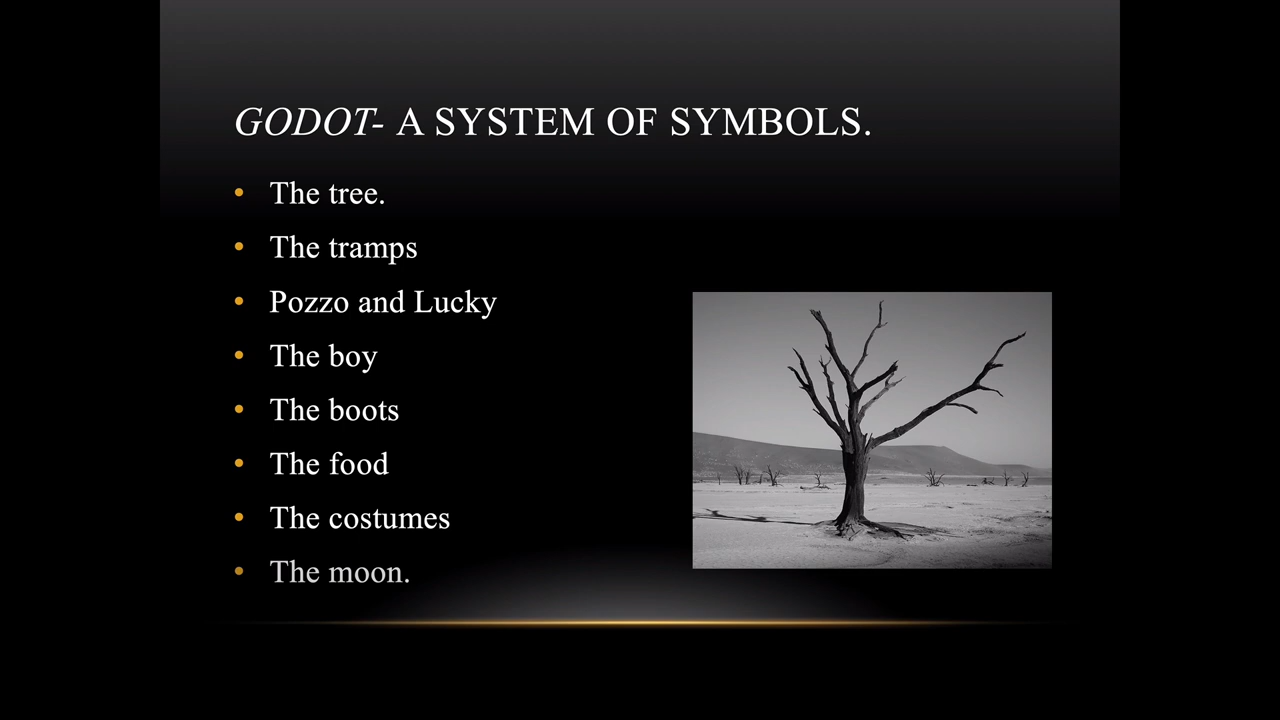 GODOT- A SYSTEM OF SYMBOLS.
• The tree.
• The tramps
• Pozzo and Lucky
• The boy
• The boots
• The food
• The costumes
• The moon.